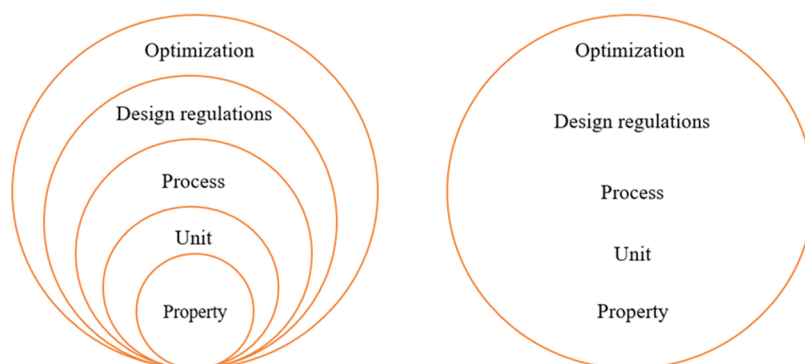 Optimization
Design regulations
Process
Unit
Property
Optimization
Design regulations
Process
Unit
Property